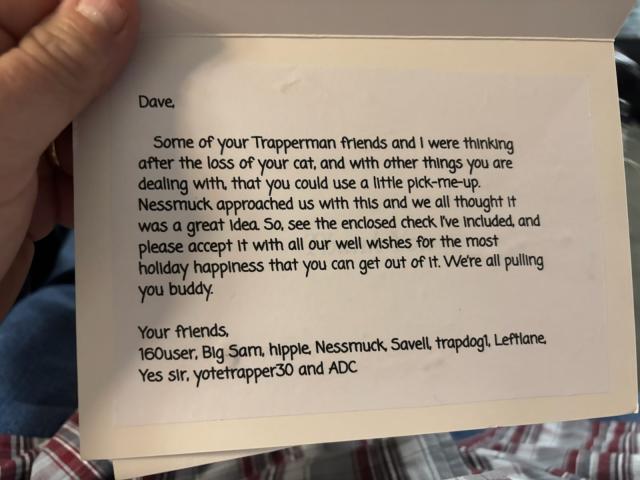 Dave,
Some of your Trapperman friends and I were thinking
after the loss of your cat, and with other things you are
dealing with, that you could use a little pick-me-up.
Nessmuck approached us with this and we all thought it
was a great idea. So, see the enclosed check I've included, and
please accept it with all our well wishes for the most
holiday happiness that you can get out of it. We're all pulling
you buddy.
Your friends,
160user, Big Sam, hippie, Nessmuck, Savell, trapdog1, Leftlane,
Yes sir, yotetrapper30 and ADC